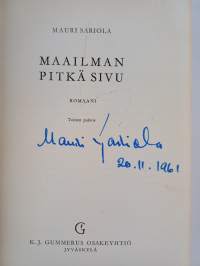 MAURI SARIOLA
MAAILMAN
PITKÄ SIVU
ROMAANI
Toinen painos
Mauri Sariola
20.11.1961
G
K. J. GUMMERUS OSAKEYHTIÖ
JYVÄSKYLÄ